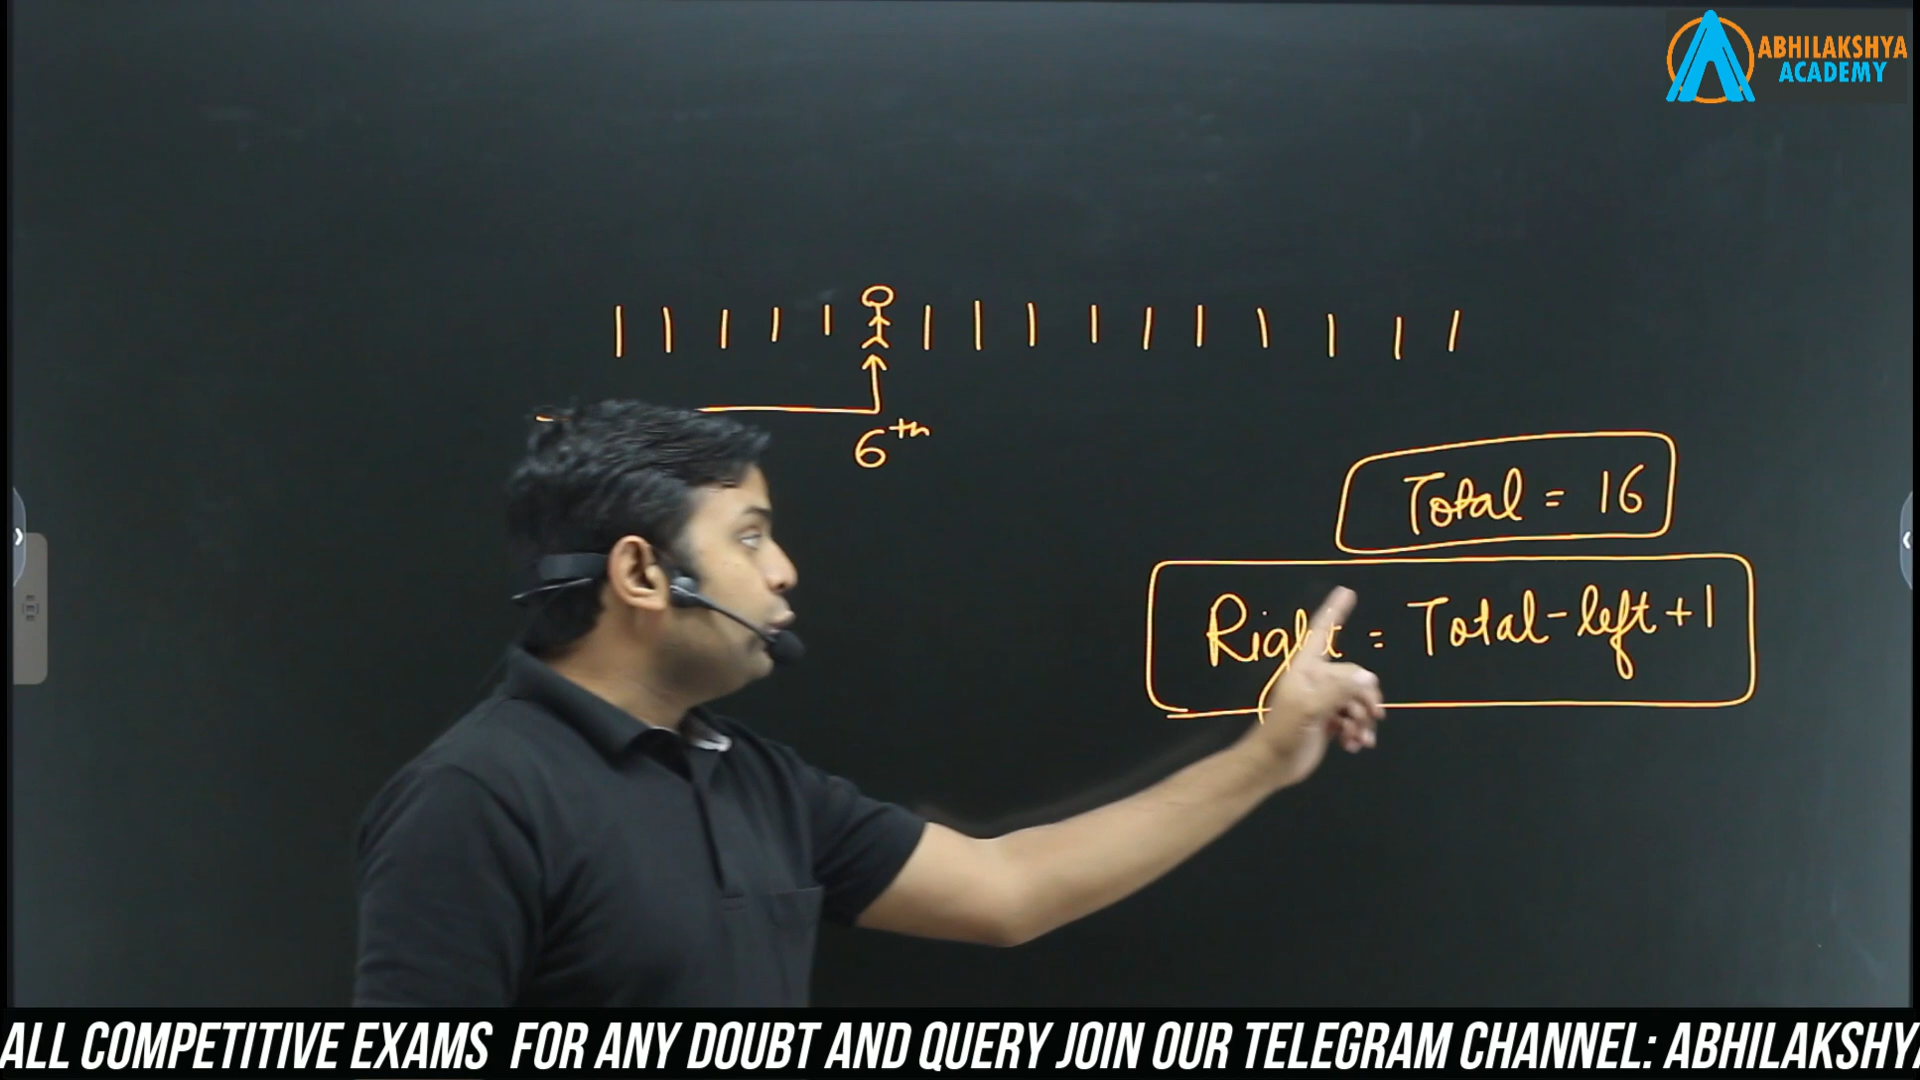 ABHILAKSHYA
ACADEMY
6th
Total = 16
Right = Total - left + 1
ALL COMPETITIVE EXAMS FOR ANY DOUBT AND QUERY JOIN OUR TELEGRAM CHANNEL: ABHILAKSHYA